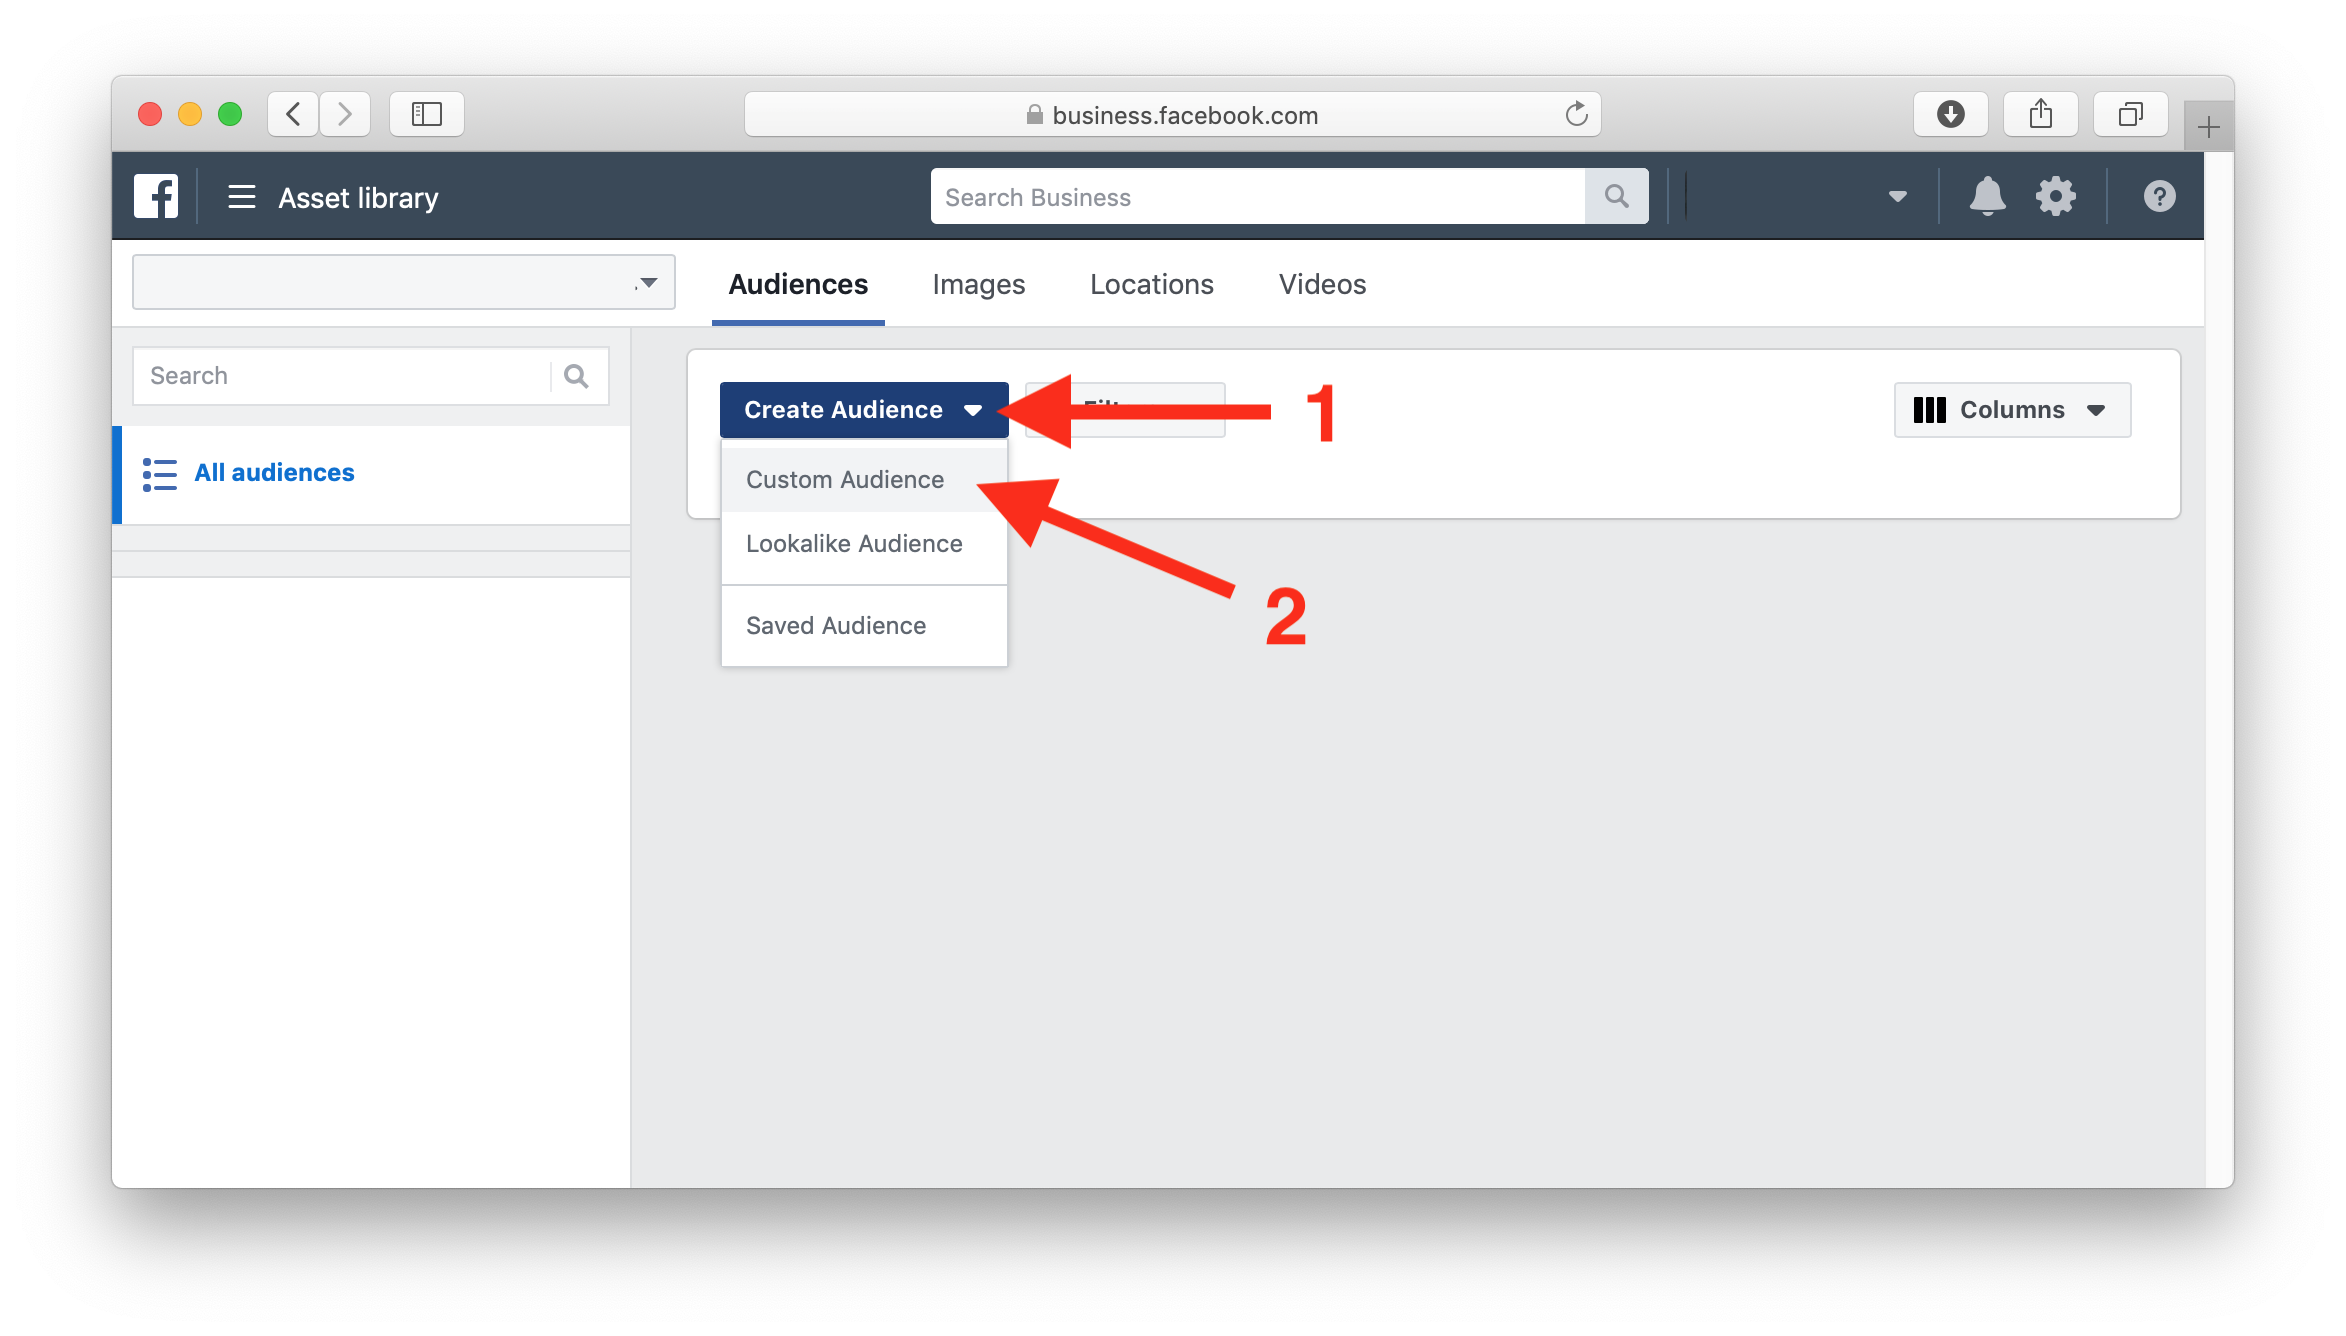 business.facebook.com
Asset library
Search Business
Audiences Images Locations Videos
Search
All audiences
Create Audience
1
Columns
Custom Audience
Lookalike Audience
2
Saved Audience